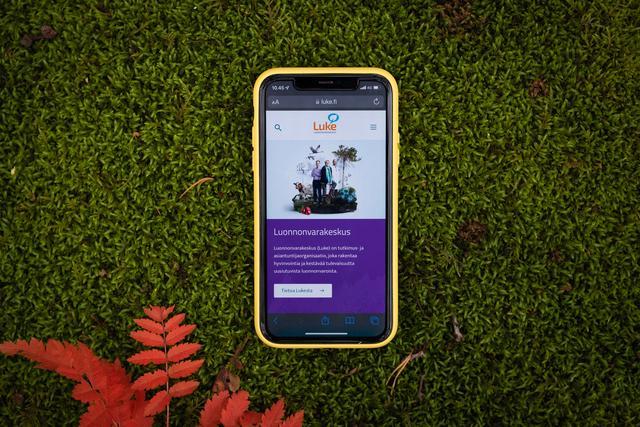 10.45
4G
AA
luke.fi
Luke
Luonnonvarakeskus
Luonnonvarakeskus (Luke) on tutkimus- ja
asiantuntijaorganisaatio, joka rakentaa
hyvinvointia ja kestävää tulevaisuutta
uusiutuvista luonnonvaroista.
Tietoa Lukesta →